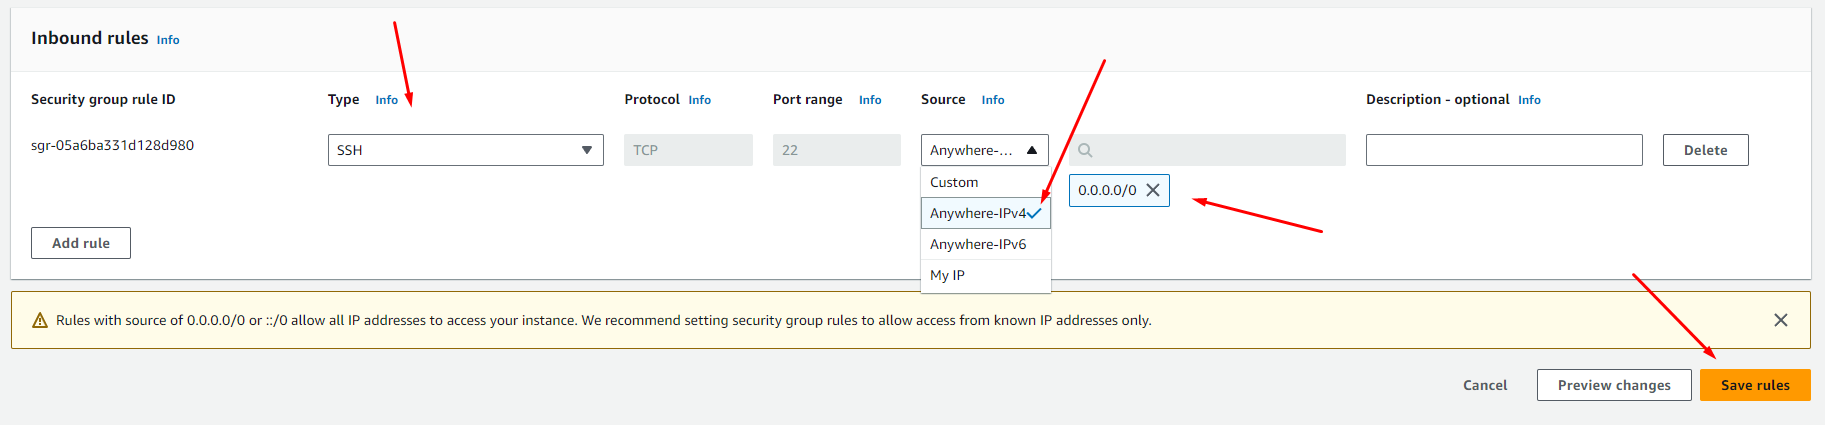 Inbound rules Info
Security group rule ID Type Info Protocol Info Port range Info Source Info Description - optional Info
sgr-05a6ba331d128d980 SSH TCP 22 Anywhere-... Delete
Custom
0.0.0.0/0
Anywhere-IPv4
Anywhere-IPv6
My IP
Add rule
Rules with source of 0.0.0.0/0 or ::/0 allow all IP addresses to access your instance. We recommend setting security group rules to allow access from known IP addresses only.
Cancel Preview changes Save rules